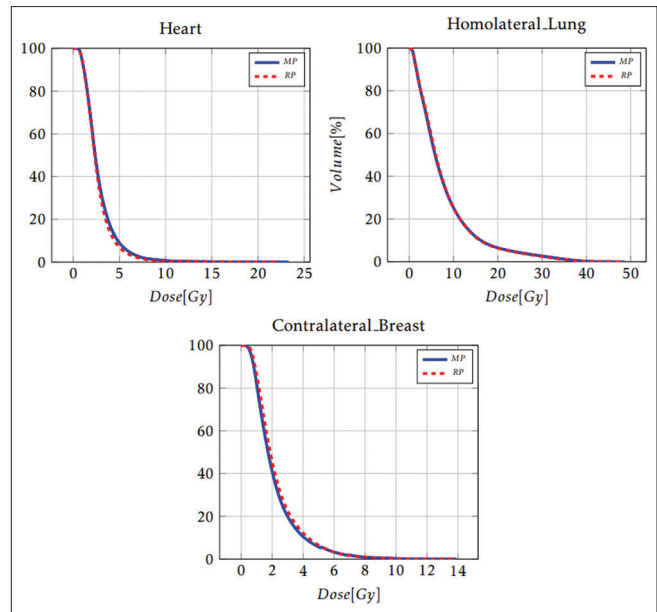 Heart
100
80
60
40
20
0
0 5 10 15 20 25
Dose[Gy]
MP
RP
Homolateral_Lung
Volume[%]
100
80
60
40
20
0
0 10 20 30 40 50
Dose[Gy]
MP
RP
Contralateral_Breast
100
80
60
40
20
0
0 2 4 6 8 10 12 14
Dose[Gy]
MP
RP